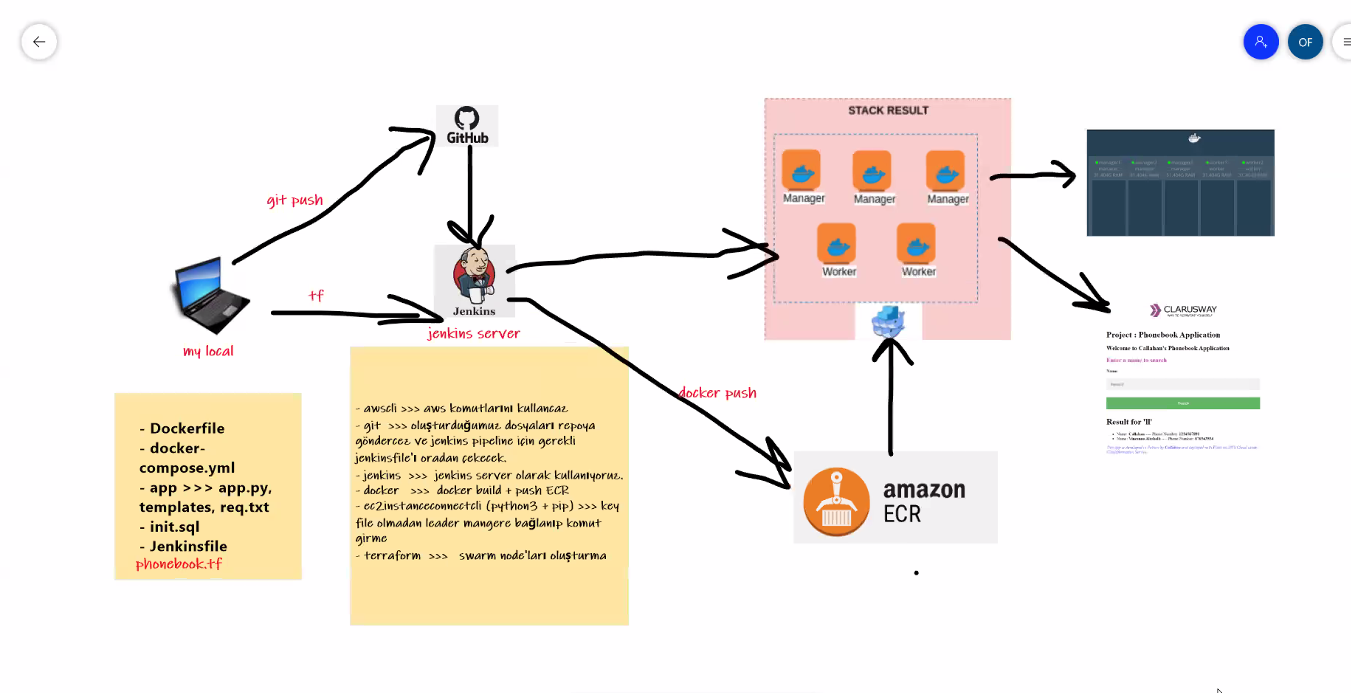 OF
GitHub
git push
tf
my local
Jenkins
jenkins server
- Dockerfile
- docker-
compose.yml
- app >>> app.py,
templates, req.txt
- init.sql
- Jenkinsfile
phonebook.tf
- awscli >>> aws komutlarını kullancaz
- git >>> oluşturduğumuz dosyaları repoya
göndercez ve jenkins pipeline için gerekli
jenkinsfile'ı oradan çekecek.
- jenkins >>> jenkins server olarak kullanıyoruz.
- docker >>> docker build + push ECR
- ec2instanceconnectcli (python3 + pip) >>> key
file olmadan leader mangere bağlanıp komut
girme
- terraform >>> swarm node'ları oluşturma
docker push
STACK RESULT
Manager
Manager
Manager
Worker
Worker
amazon
ECR
CLARUSWAY
Project : Phonebook Application
Welcome to Callahan's Phonebook Application
Enter a name to search
Result for 'll'